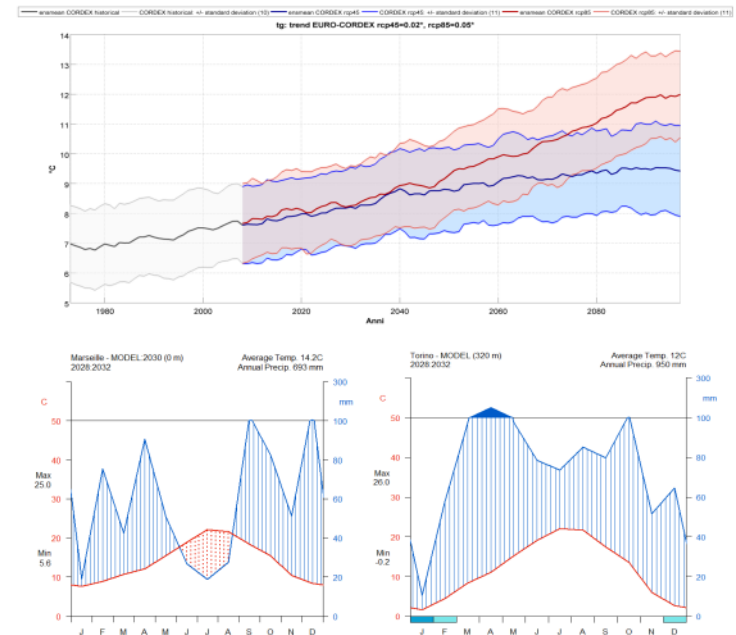 ensmean CORDEX historical CORDEX historical +/- standard deviation (10) ensmean CORDEX rcp45 CORDEX rcp45 +/- standard deviation (11) ensmean CORDEX rcp85 CORDEX rcp85 +/- standard deviation (11)
tg: trend EURO-CORDEX rcp45=0.02*, rcp85=0.05*
14
13
12
11
10
9
8
7
6
5
°C
1980 2000 2020 2040 2060 2080
Anni
Marseille - MODEL:2030 (0 m) Average Temp. 14.2C
2028:2032 Annual Precip. 693 mm
C 300
mm
50 100
40 80
Max
25.0
30 60
20 40
Min
5.6
10 20
0 0
J F M A M J J A S O N D
Torino - MODEL (320 m) Average Temp. 12C
2028:2032 Annual Precip. 950 mm
C 300
mm
50 100
40 80
Max
26.0
30 60
20 40
Min
-0.2
10 20
0 0
J F M A M J J A S O N D